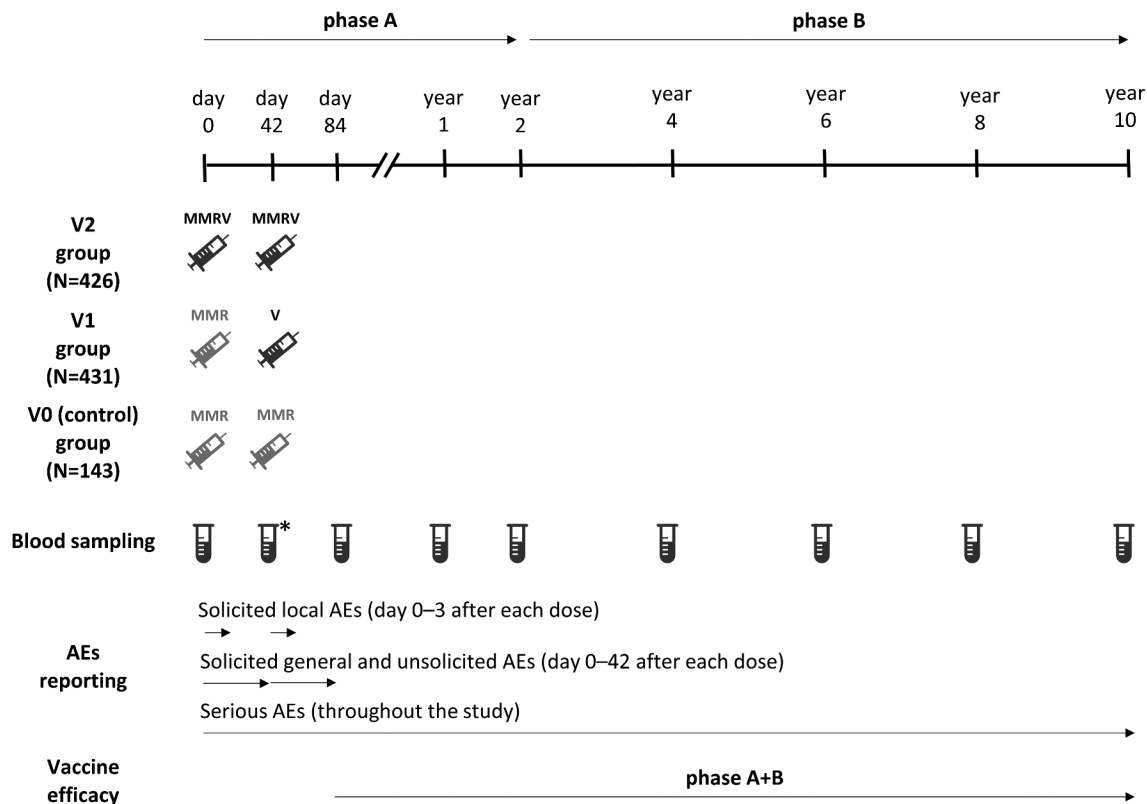 phase A
phase B
day
0
day
42
day
84
year
1
year
2
year
4
year
6
year
8
year
10
V2
group
(N=426)
MMRV
MMRV
V1
group
(N=431)
MMR
V
V0 (control)
group
(N=143)
MMR
MMR
Blood sampling
*
AEs
reporting
Solicited local AEs (day 0–3 after each dose)
Solicited general and unsolicited AEs (day 0–42 after each dose)
Serious AEs (throughout the study)
Vaccine
efficacy
phase A+B